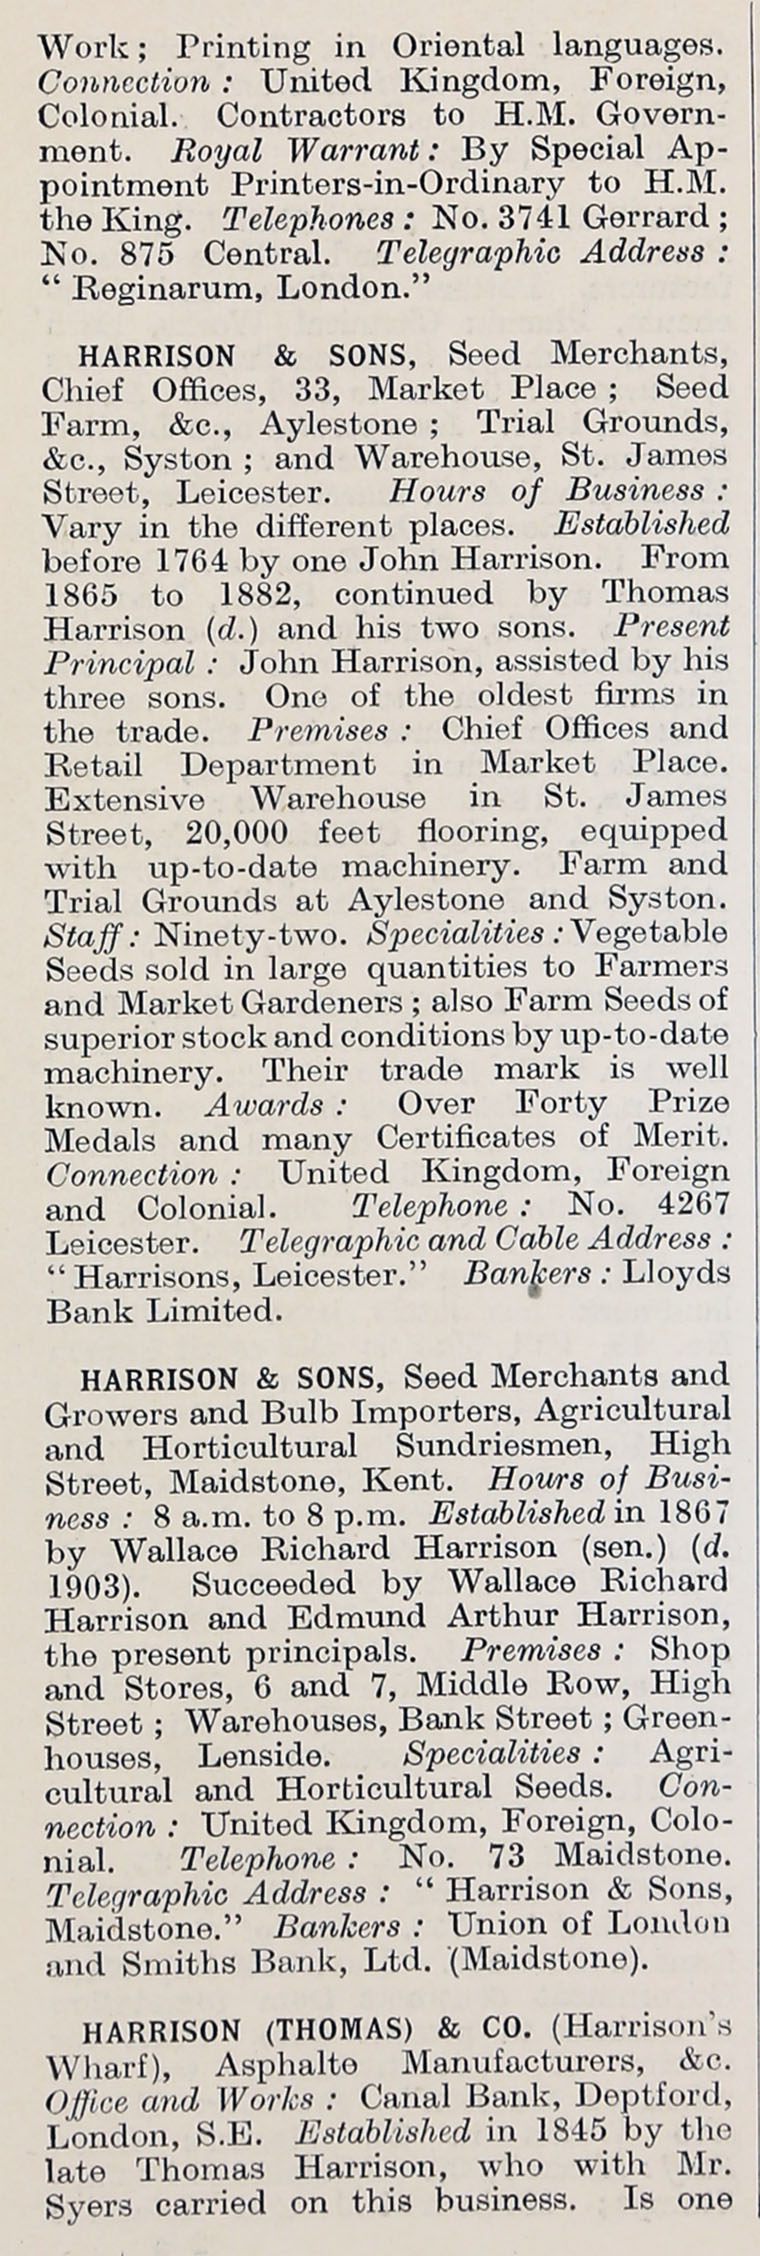 Work; Printing in Oriental languages.
Connection: United Kingdom, Foreign,
Colonial. Contractors to H.M. Govern-
ment. Royal Warrant: By Special Ap-
pointment Printers-in-Ordinary to H.M.
the King. Telephones: No. 3741 Gerrard;
No. 875 Central. Telegraphic Address:
“Reginarum, London.”
HARRISON & SONS, Seed Merchants,
Chief Offices, 33, Market Place; Seed
Farm, &c., Aylestone; Trial Grounds,
&c., Syston; and Warehouse, St. James
Street, Leicester. Hours of Business:
Vary in the different places. Established
before 1764 by one John Harrison. From
1865 to 1882, continued by Thomas
Harrison (d.) and his two sons. Present
Principal: John Harrison, assisted by his
three sons. One of the oldest firms in
the trade. Premises: Chief Offices and
Retail Department in Market Place.
Extensive Warehouse in St. James
Street, 20,000 feet flooring, equipped
with up-to-date machinery. Farm and
Trial Grounds at Aylestone and Syston.
Staff: Ninety-two. Specialities: Vegetable
Seeds sold in large quantities to Farmers
and Market Gardeners; also Farm Seeds of
superior stock and conditions by up-to-date
machinery. Their trade mark is well
known. Awards: Over Forty Prize
Medals and many Certificates of Merit.
Connection: United Kingdom, Foreign
and Colonial. Telephone: No. 4267
Leicester. Telegraphic and Cable Address:
“Harrisons, Leicester.” Bankers: Lloyds
Bank Limited.
HARRISON & SONS, Seed Merchants and
Growers and Bulb Importers, Agricultural
and Horticultural Sundriesmen, High
Street, Maidstone, Kent. Hours of Busi-
ness: 8 a.m. to 8 p.m. Established in 1867
by Wallace Richard Harrison (sen.) (d.
1903). Succeeded by Wallace Richard
Harrison and Edmund Arthur Harrison,
the present principals. Premises: Shop
and Stores, 6 and 7, Middle Row, High
Street; Warehouses, Bank Street; Green-
houses, Lenside. Specialities: Agri-
cultural and Horticultural Seeds. Con-
nection: United Kingdom, Foreign, Colo-
nial. Telephone: No. 73 Maidstone.
Telegraphic Address: “Harrison & Sons,
Maidstone.” Bankers: Union of London
and Smiths Bank, Ltd. (Maidstone).
HARRISON (THOMAS) & CO. (Harrison's
Wharf), Asphalte Manufacturers, &c.
Office and Works: Canal Bank, Deptford,
London, S.E. Established in 1845 by the
late Thomas Harrison, who with Mr.
Syers carried on this business. Is one